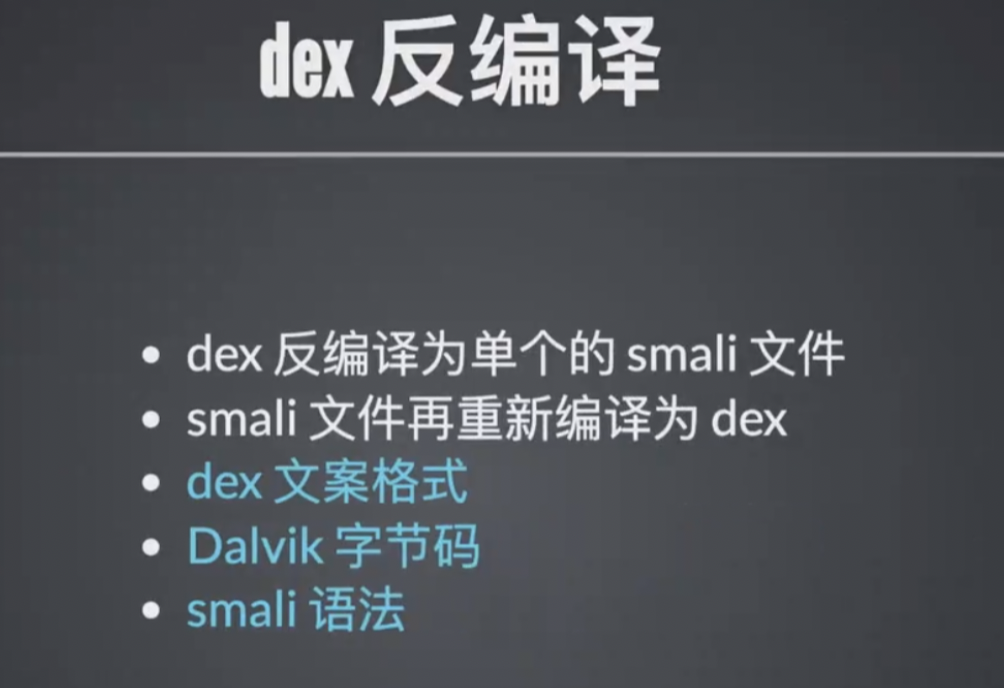 dex 反编译
dex 反编译为单个的 smali 文件
smali 文件再重新编译为 dex
dex 文案格式
Dalvik 字节码
smali 语法